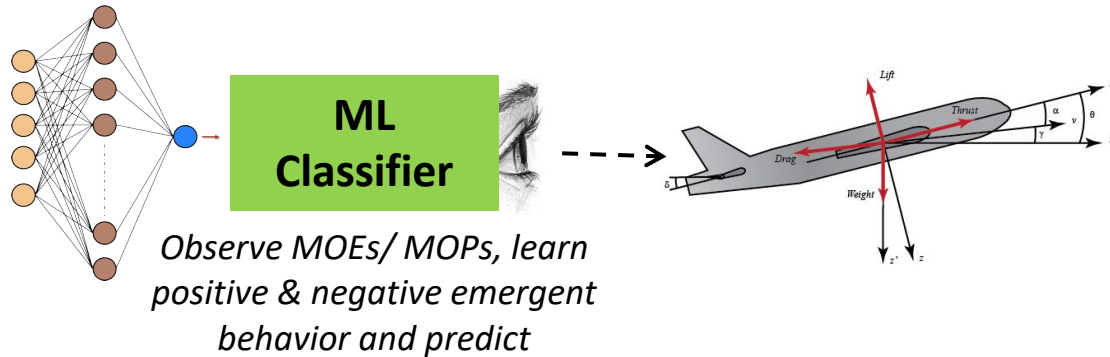 ML
Classifier
Observe MOEs/ MOPs, learn
positive & negative emergent
behavior and predict
Lift
Thrust
α
v
θ
γ
Drag
δ
Weight
z'
z